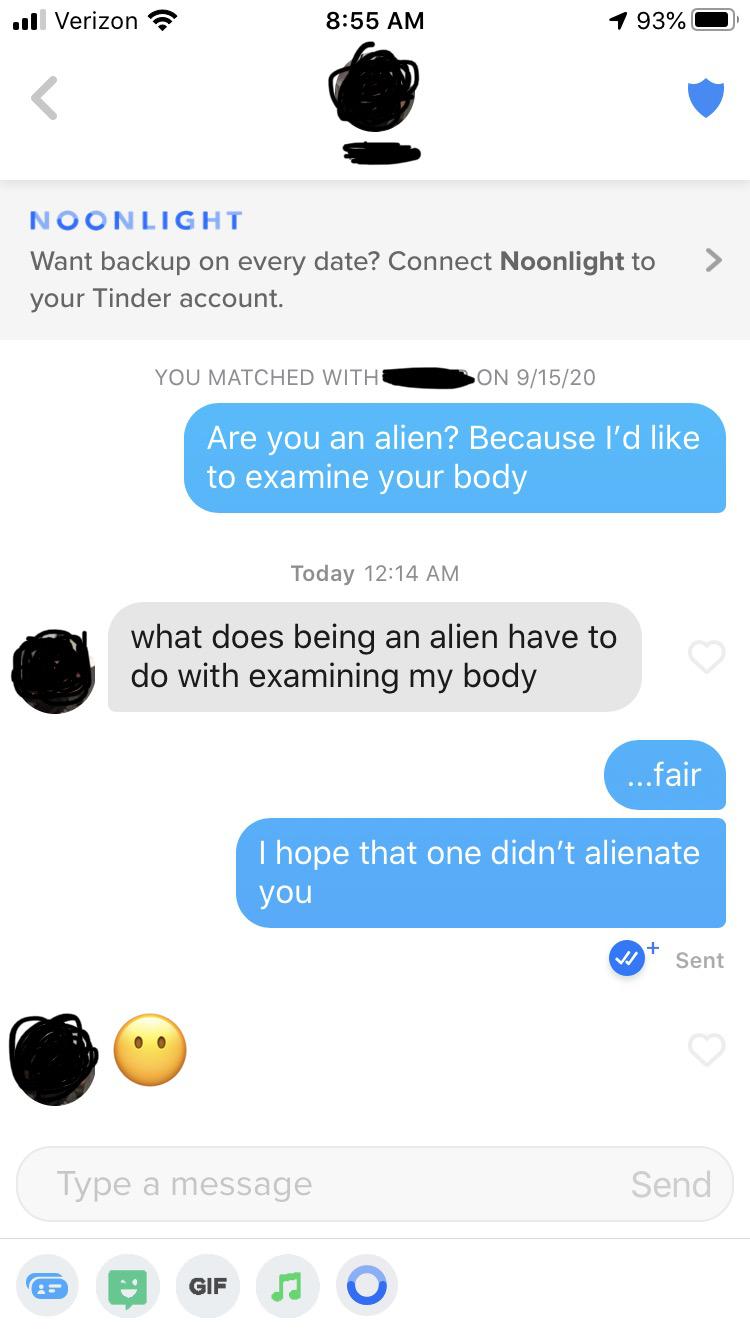 Verizon 8:55 AM 93%
NOONLIGHT
Want backup on every date? Connect Noonlight to
your Tinder account.
YOU MATCHED WITH ON 9/15/20
Are you an alien? Because I'd like
to examine your body
Today 12:14 AM
what does being an alien have to
do with examining my body
...fair
I hope that one didn't alienate
you
Sent
😶
Type a message Send
GIF